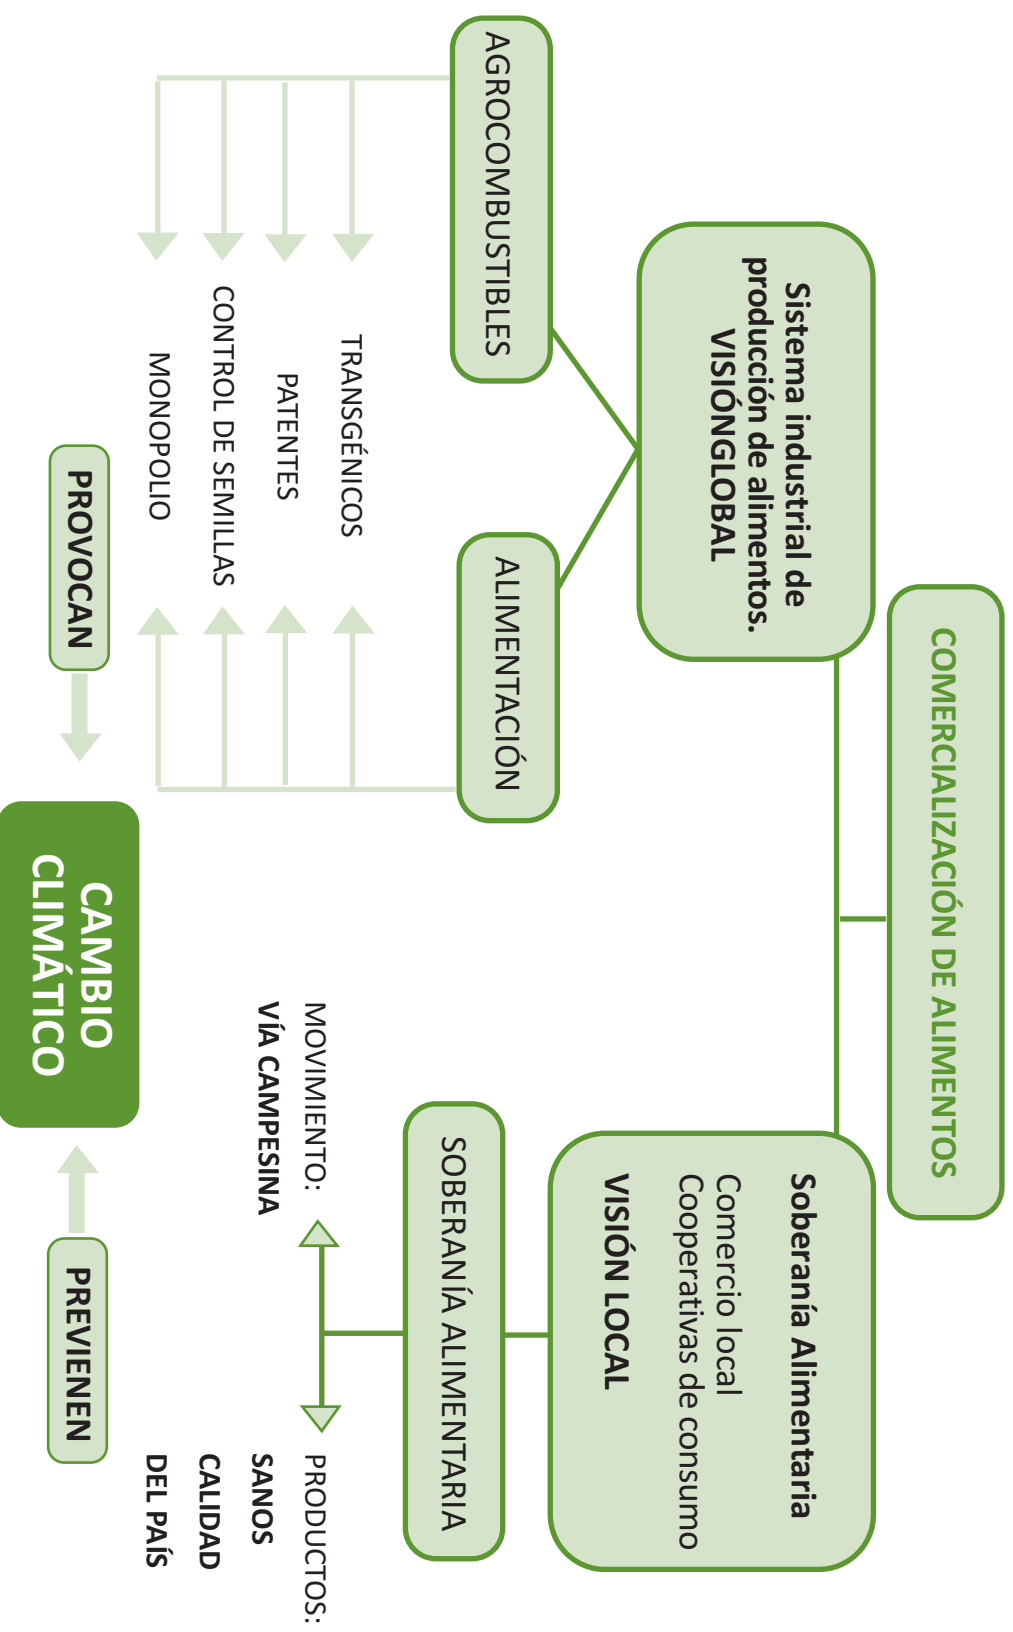 COMERCIALIZACIÓN DE ALIMENTOS
Sistema industrial de
producción de alimentos.
VISIÓNGLOBAL
Soberanía Alimentaria
Comercio local
Cooperativas de consumo
VISIÓN LOCAL
AGROCOMBUSTIBLES
ALIMENTACIÓN
SOBERANÍA ALIMENTARIA
TRANSGÉNICOS
PATENTES
CONTROL DE SEMILLAS
MONOPOLIO
MOVIMIENTO:
VÍA CAMPESINA
PRODUCTOS:
SANOS
CALIDAD
DEL PAÍS
PROVOCAN
CAMBIO
CLIMÁTICO
PREVIENEN